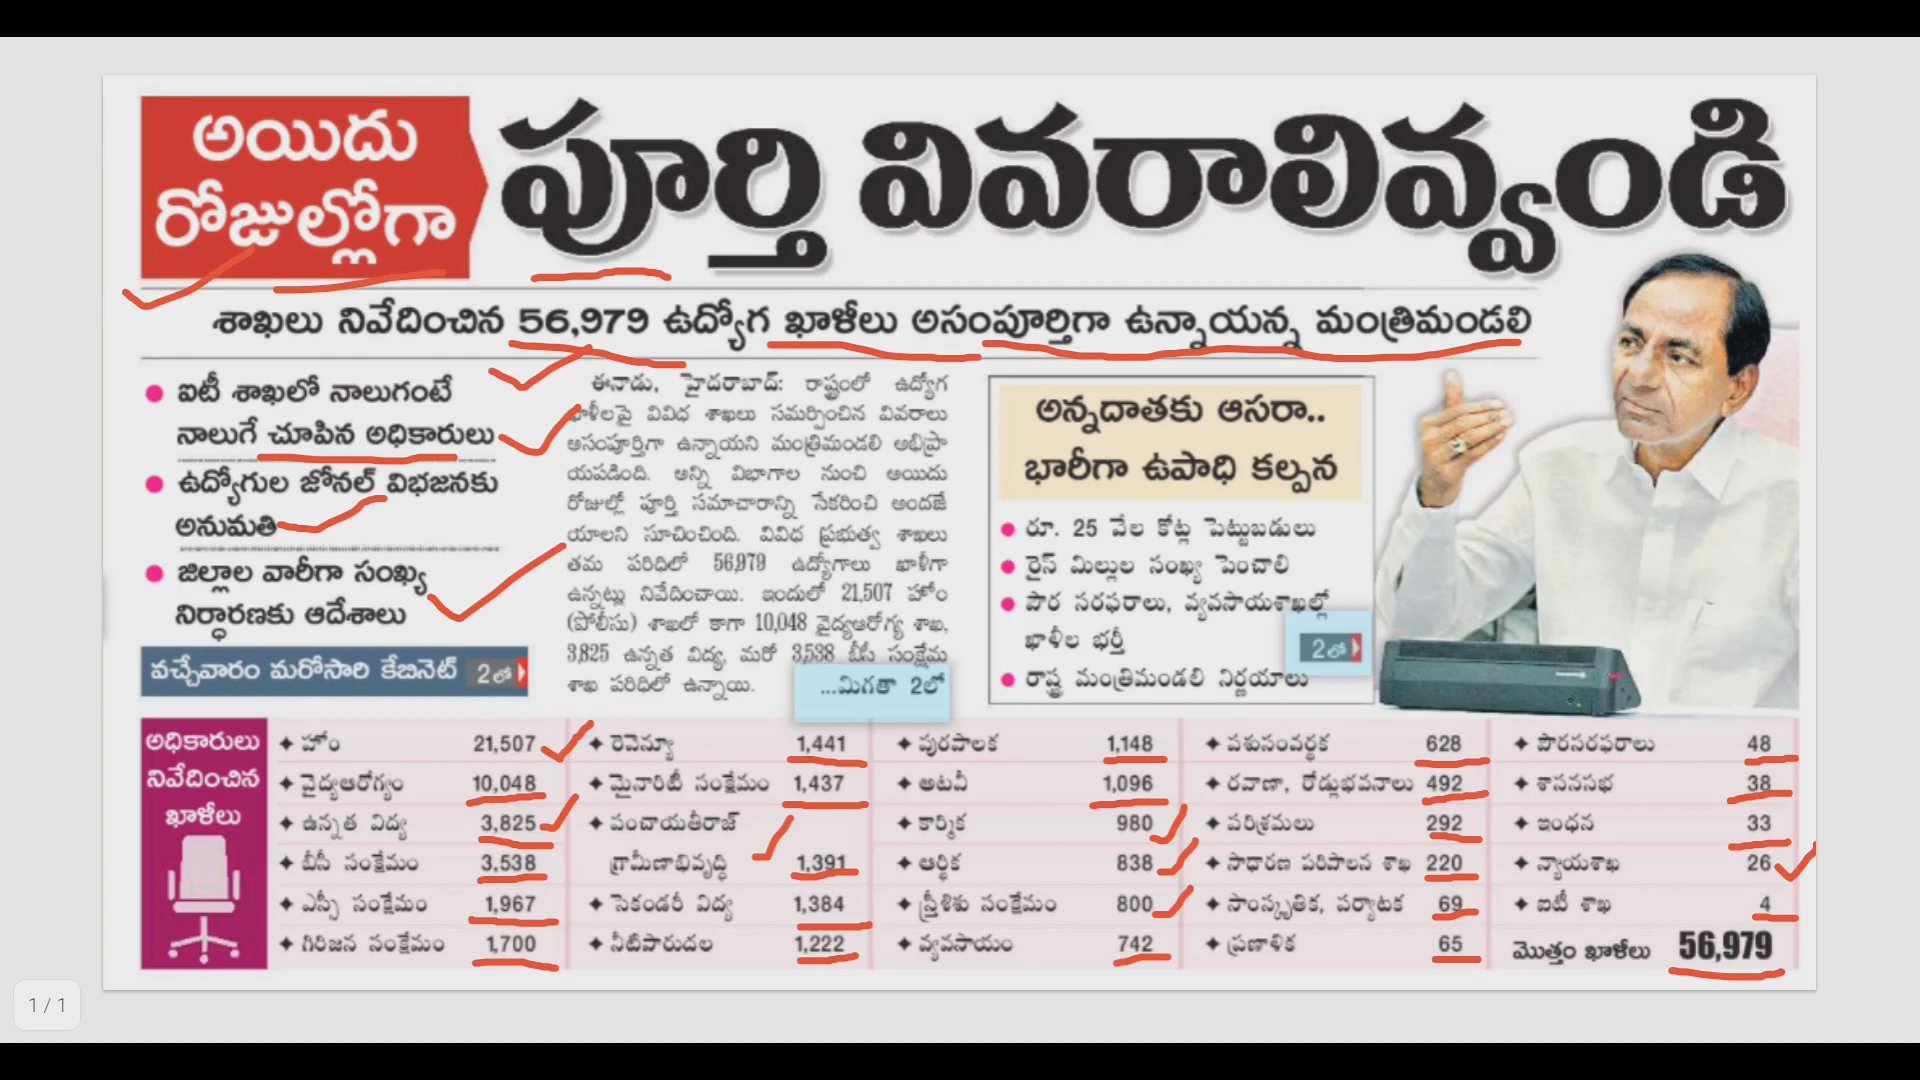 అయిదు
రోజుల్లోగా
పూర్తి వివరాలివ్వండి
శాఖలు నివేదించిన 56,979 ఉద్యోగ ఖాళీలు అసంపూర్తిగా ఉన్నాయన్న మంత్రిమండలి
ఐటీ శాఖలో నాలుగంటే
నాలుగే చూపిన అధికారులు
ఉద్యోగుల జోనల్ విభజనకు
అనుమతి
జిల్లాల వారీగా సంఖ్య
నిర్ధారణకు ఆదేశాలు
వచ్చేవారం మరోసారి కేబినెట్ 2లో
ఈనాడు, హైదరాబాద్: రాష్ట్రంలో ఉద్యోగ
ఖాళీలపై వివిధ శాఖలు సమర్పించిన వివరాలు
అసంపూర్తిగా ఉన్నాయని మంత్రిమండలి అభిప్రా
యపడింది. అన్ని విభాగాల నుంచి అయిదు
రోజుల్లో పూర్తి సమాచారాన్ని సేకరించి అందజే
యాలని సూచించింది. వివిధ ప్రభుత్వ శాఖలు
తమ పరిధిలో 56,979 ఉద్యోగాలు ఖాళీగా
ఉన్నట్లు నివేదించాయి. ఇందులో 21,507 హోం
(పోలీసు) శాఖలో కాగా 10,048 వైద్యఆరోగ్య శాఖ,
3,825 ఉన్నత విద్య, మరో 3,538 బీసీ సంక్షేమ
శాఖ పరిధిలో ఉన్నాయి.
...మిగతా 2లో
అన్నదాతకు ఆసరా..
భారీగా ఉపాధి కల్పన
రూ. 25 వేల కోట్ల పెట్టుబడులు
రైస్ మిల్లుల సంఖ్య పెంచాలి
పౌర సరఫరాలు, వ్యవసాయశాఖల్లో
ఖాళీల భర్తీ
రాష్ట్ర మంత్రిమండలి నిర్ణయాలు
2లో
అధికారులు
నివేదించిన
ఖాళీలు
హోం 21,507
వైద్యఆరోగ్యం 10,048
ఉన్నత విద్య 3,825
బీసీ సంక్షేమం 3,538
ఎస్సీ సంక్షేమం 1,967
గిరిజన సంక్షేమం 1,700
రెవెన్యూ 1,441
మైనారిటీ సంక్షేమం 1,437
పంచాయతీరాజ్
గ్రామీణాభివృద్ధి 1,391
సెకండరీ విద్య 1,384
నీటిపారుదల 1,222
పురపాలక 1,148
అటవీ 1,096
కార్మిక 980
ఆర్థిక 838
స్త్రీశిశు సంక్షేమం 800
వ్యవసాయం 742
పశుసంవర్థక 628
రవాణా, రోడ్లుభవనాలు 492
పరిశ్రమలు 292
సాధారణ పరిపాలన శాఖ 220
సాంస్కృతిక, పర్యాటక 69
ప్రణాళిక 65
పౌరసరఫరాలు 48
శాసనసభ 38
ఇంధన 33
న్యాయశాఖ 26
ఐటీ శాఖ 4
మొత్తం ఖాళీలు 56,979
1 / 1